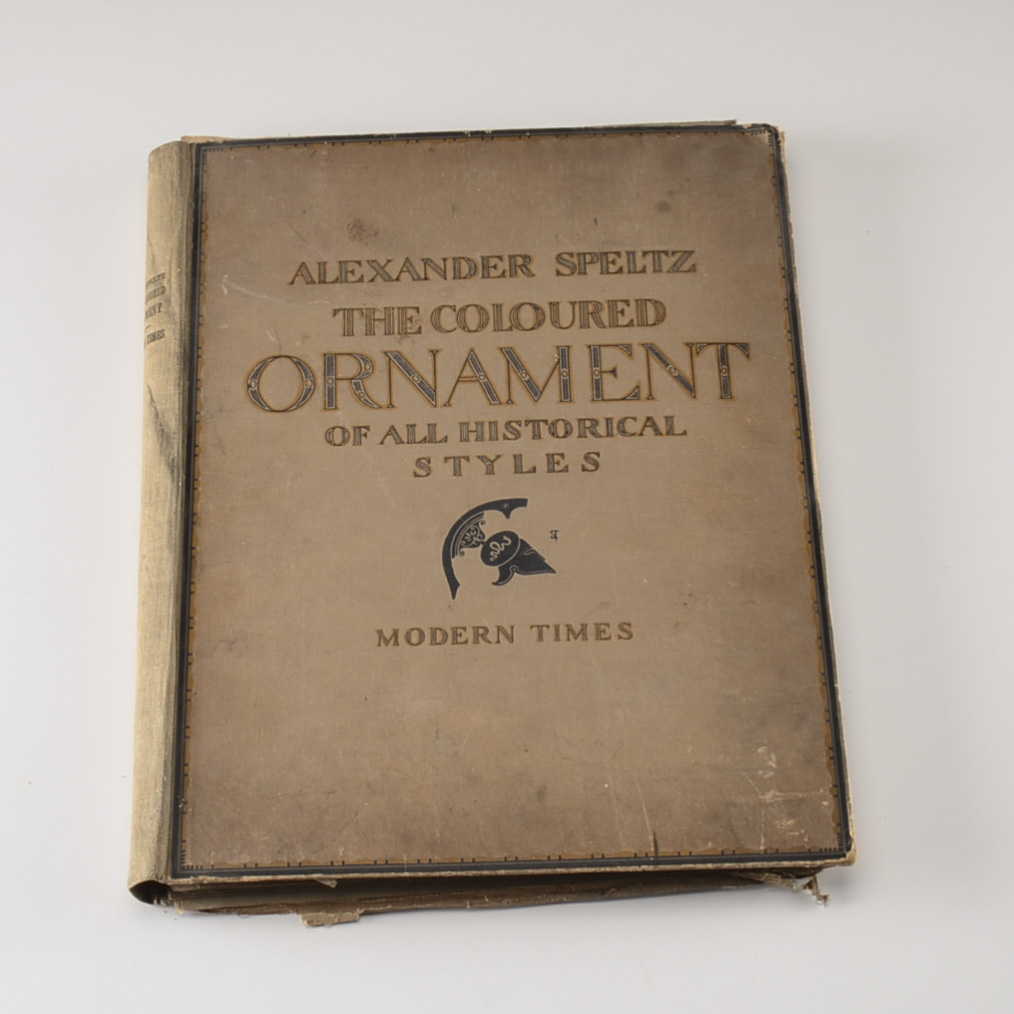 ALEXANDER SPELTZ
THE COLOURED
ORNAMENT
OF ALL HISTORICAL
STYLES
MODERN TIMES